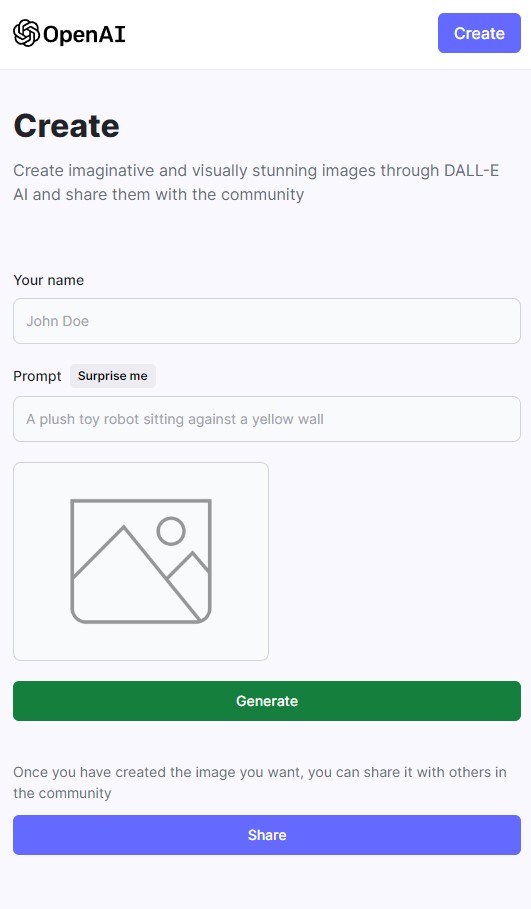 OpenAI
Create
Create
Create imaginative and visually stunning images through DALL-E
AI and share them with the community
Your name
John Doe
Prompt Surprise me
A plush toy robot sitting against a yellow wall
Generate
Once you have created the image you want, you can share it with others in
the community
Share